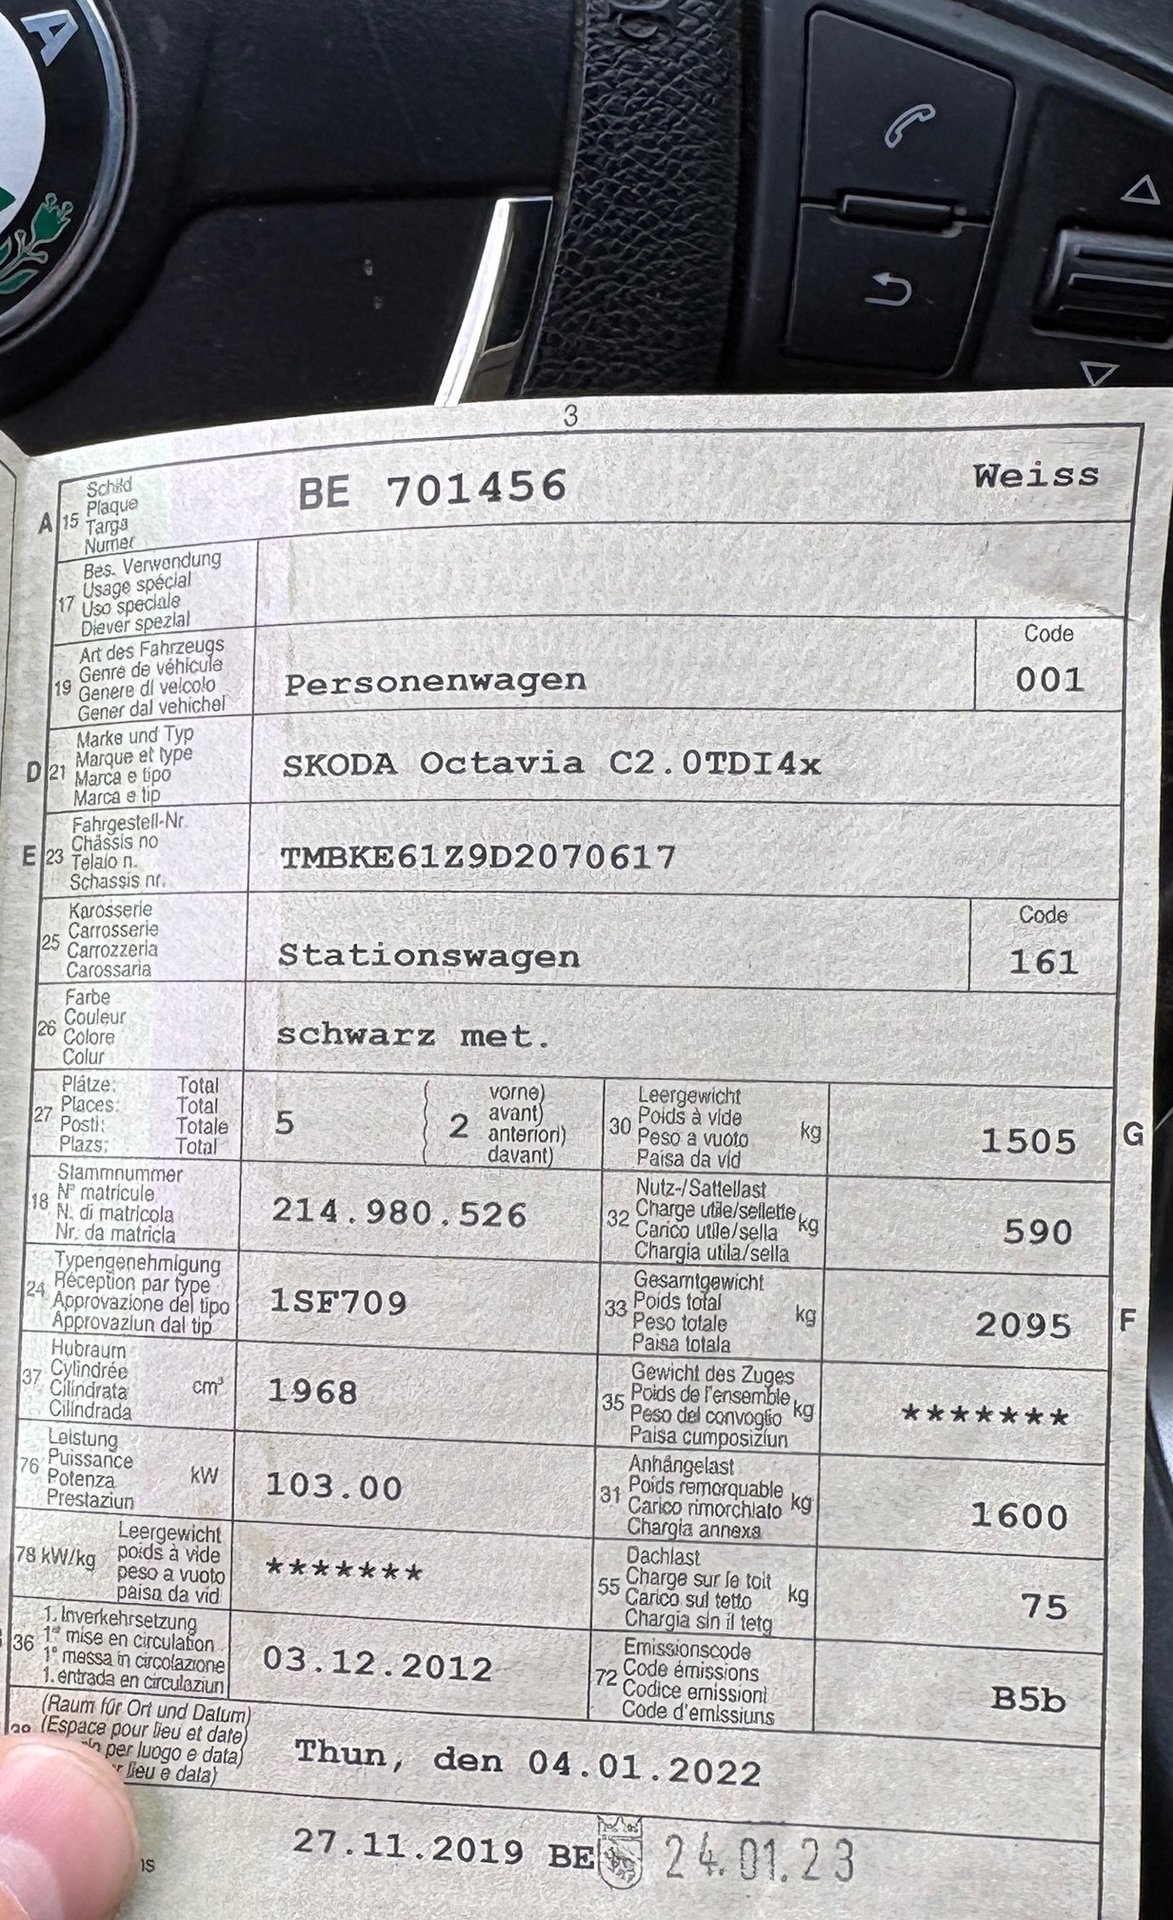 A
3
A 15 Schild
Plaque
Targa
Numer
BE 701456 Weiss
17 Bes. Verwendung
Usage spécial
Uso speciale
Diever spezial
19 Art des Fahrzeugs
Genre de véhicule
Genere di veicolo
Gener dal vehichel
Personenwagen
Code
001
D 21 Marke und Typ
Marque et type
Marca e tipo
Marca e tip
SKODA Octavia C2.0TDI4x
E 23 Fahrgestell-Nr.
Châssis no
Telaio n.
Schassis nr.
TMBKE61Z9D2070617
25 Karosserie
Carrosserie
Carrozzeria
Carossaria
Stationswagen
Code
161
26 Farbe
Couleur
Colore
Colur
schwarz met.
27 Plätze: Total
Places: Total
Posti: Totale
Plazs: Total
5 ( 2 vorne)
avant)
anteriori)
davant)
30 Leergewicht
Poids à vide
Peso a vuoto
Paisa da vid
kg
1505 G
18 Stammnummer
Nº matricule
N. di matricola
Nr. da matricla
214.980.526
32 Nutz-/Sattellast
Charge utile/sellette
Carico utile/sella
Chargia utila/sella
kg
590
24 Typengenehmigung
Réception par type
Approvazione del tipo
Approvaziun dal tip
1SF709
33 Gesamtgewicht
Poids total
Peso totale
Paisa totala
kg
2095 F
37 Hubraum
Cylindrée
Cilindrata
Cilindrada
cm³
1968
35 Gewicht des Zuges
Poids de l'ensemble
Peso del convoglio
Paisa cumposiziun
kg
*******
76 Leistung
Puissance
Potenza
Prestaziun
kW
103.00
31 Anhängelast
Poids remorquable
Carico rimorchiato
Chargia annexa
kg
1600
78 kW/kg Leergewicht
poids à vide
peso a vuoto
paisa da vid
*******
55 Dachlast
Charge sur le toit
Carico sul tetto
Chargia sin il tetg
kg
75
36 1. Inverkehrsetzung
1re mise en circulation
1a messa in circolazione
1. entrada en circulaziun
03.12.2012
72 Emissionscode
Code émissions
Codice emissioni
Code d'emissiuns
B5b
(Raum für Ort und Datum)
(Espace pour lieu et date)
per luogo e data)
lieu e data)
Thun, den 04.01.2022
27.11.2019 BE 24.01.23